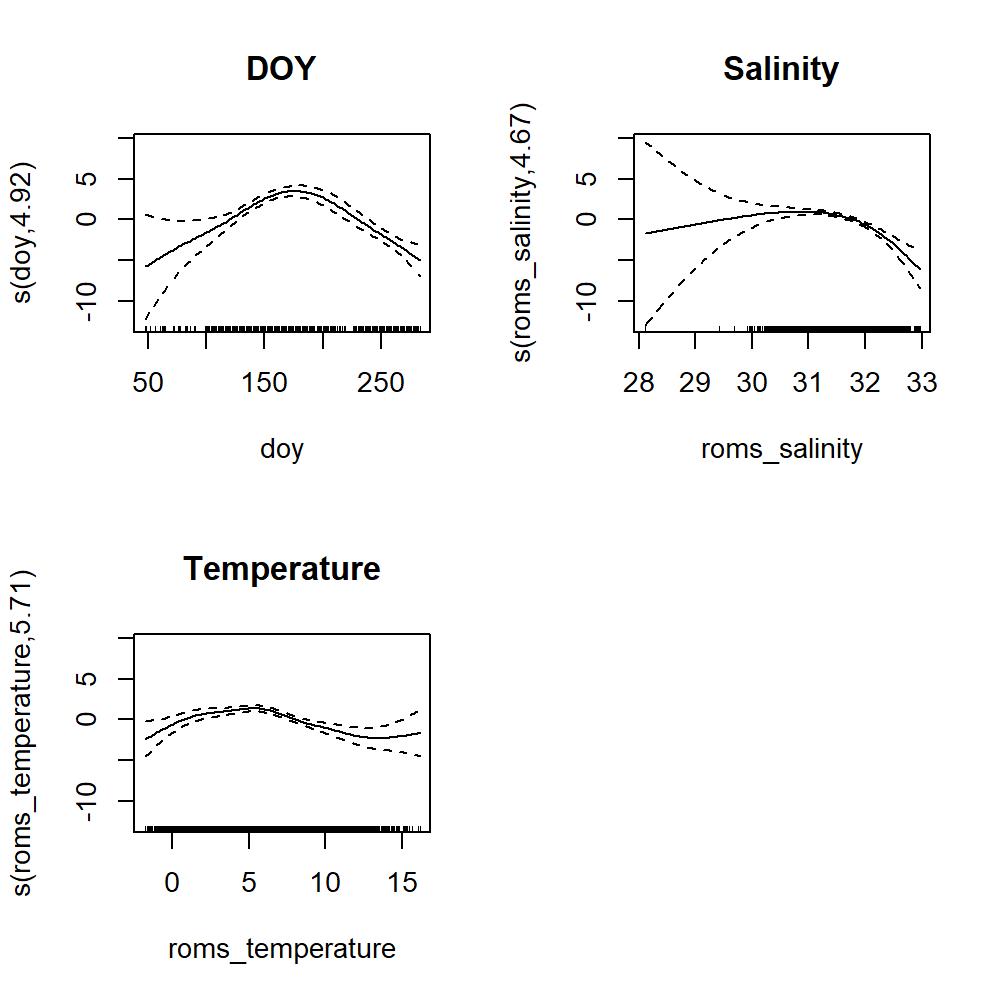 DOY
s(doy,4.92)
5
0
-10
50 150 250
doy
Salinity
s(roms_salinity,4.67)
5
0
-10
28 29 30 31 32 33
roms_salinity
Temperature
s(roms_temperature,5.71)
5
0
-10
0 5 10 15
roms_temperature